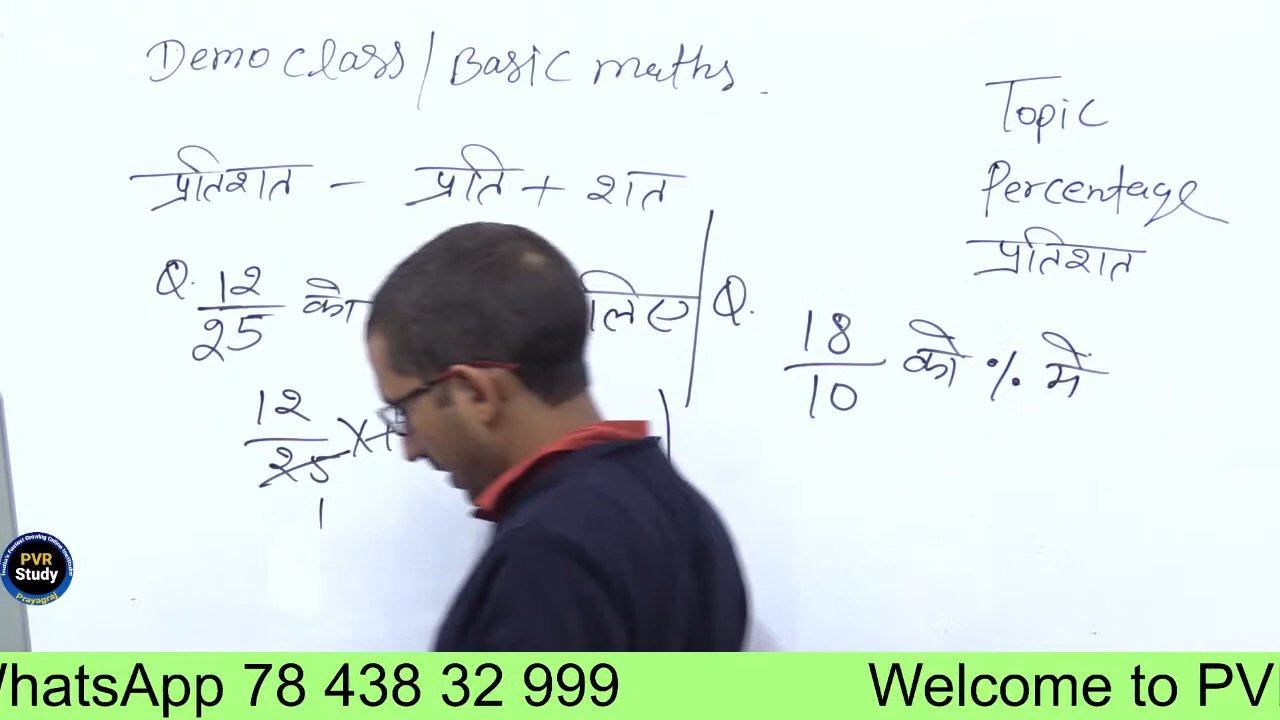 Demo class / Basic maths.
Topic
Percentage
प्रतिशत
प्रतिशत - प्रति + शत
Q. 12/25 को लिए
12/25 x
1
Q. 18/10 को % मे
PVR
Study
Prayagraj
WhatsApp 78 438 32 999 Welcome to PV